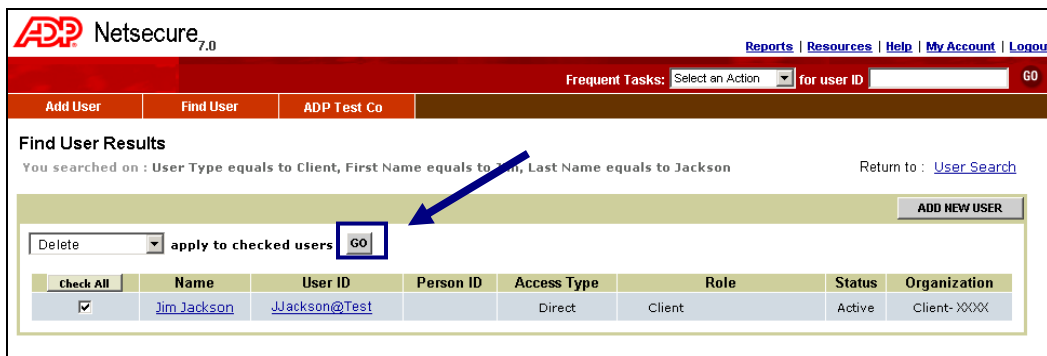 ADP Netsecure 7.0
Reports | Resources | Help | My Account | Logou
Frequent Tasks: Select an Action for user ID GO
Add User Find User ADP Test Co
Find User Results
You searched on : User Type equals to Client, First Name equals to Jim, Last Name equals to Jackson Return to : User Search
ADD NEW USER
Delete apply to checked users GO
Check All Name User ID Person ID Access Type Role Status Organization
Jim Jackson JJackson@Test Direct Client Active Client-XXXX